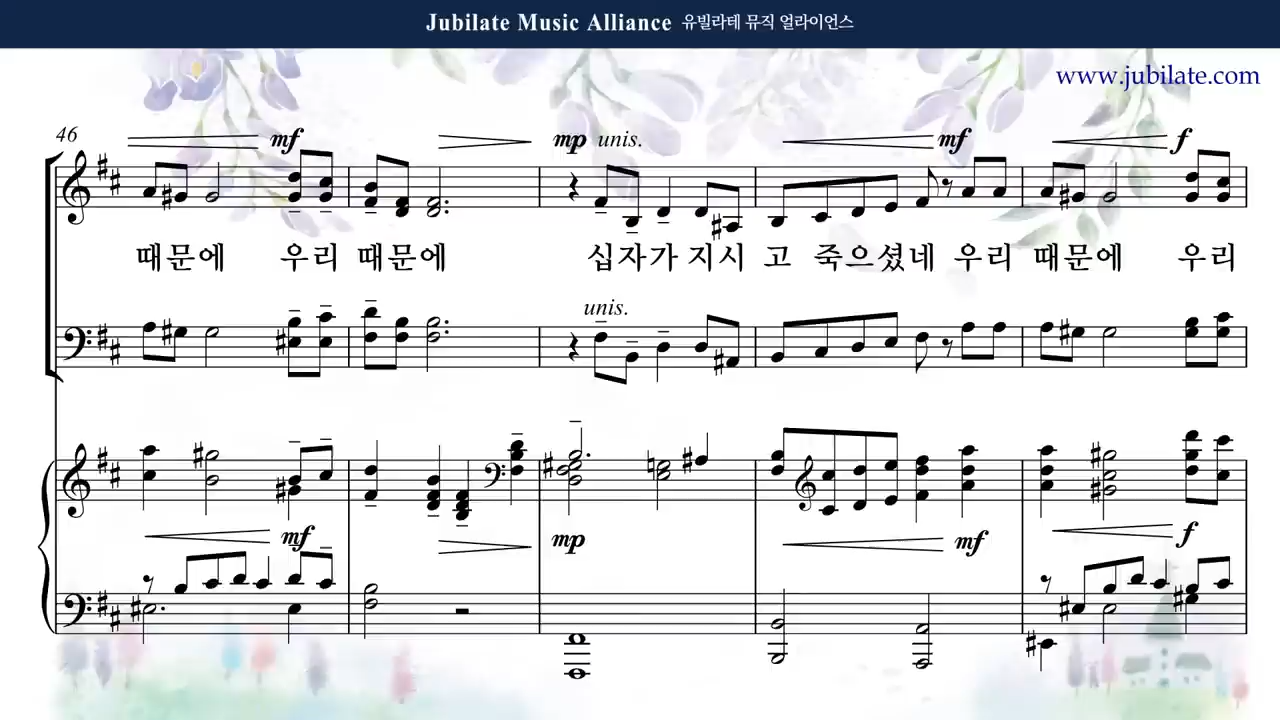 Jubilate Music Alliance 유빌라테 뮤직 얼라이언스
www.jubilate.com
46
mf
mp unis.
mf
f
때문에 우리 때문에 십자가 지시 고 죽으셨네 우리 때문에 우리
unis.
mf
mp
mf
f